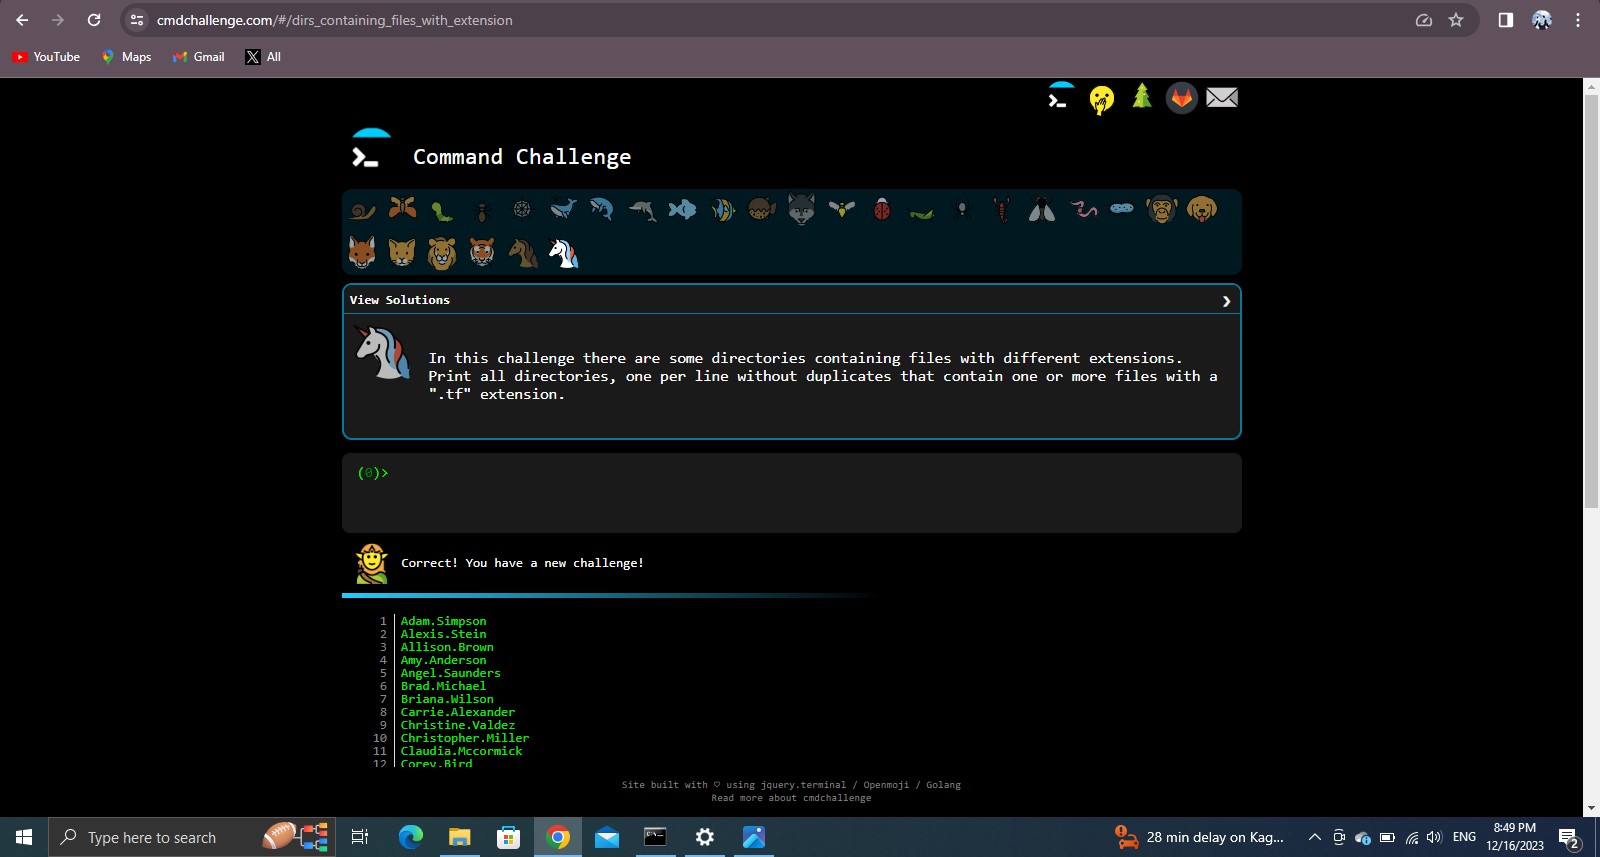 cmdchallenge.com/#/dirs_containing_files_with_extension
YouTube Maps Gmail All
Command Challenge
View Solutions
In this challenge there are some directories containing files with different extensions.
Print all directories, one per line without duplicates that contain one or more files with a
".tf" extension.
(0)>
Correct! You have a new challenge!
1 Adam.Simpson
2 Alexis.Stein
3 Allison.Brown
4 Amy.Anderson
5 Angel.Saunders
6 Brad.Michael
7 Briana.Wilson
8 Carrie.Alexander
9 Christine.Valdez
10 Christopher.Miller
11 Claudia.Mccormick
12 Corey.Bird
Site built with ♡ using jquery.terminal / Openmoji / Golang
Read more about cmdchallenge
Type here to search
28 min delay on Kag...
ENG
8:49 PM
12/16/2023
2